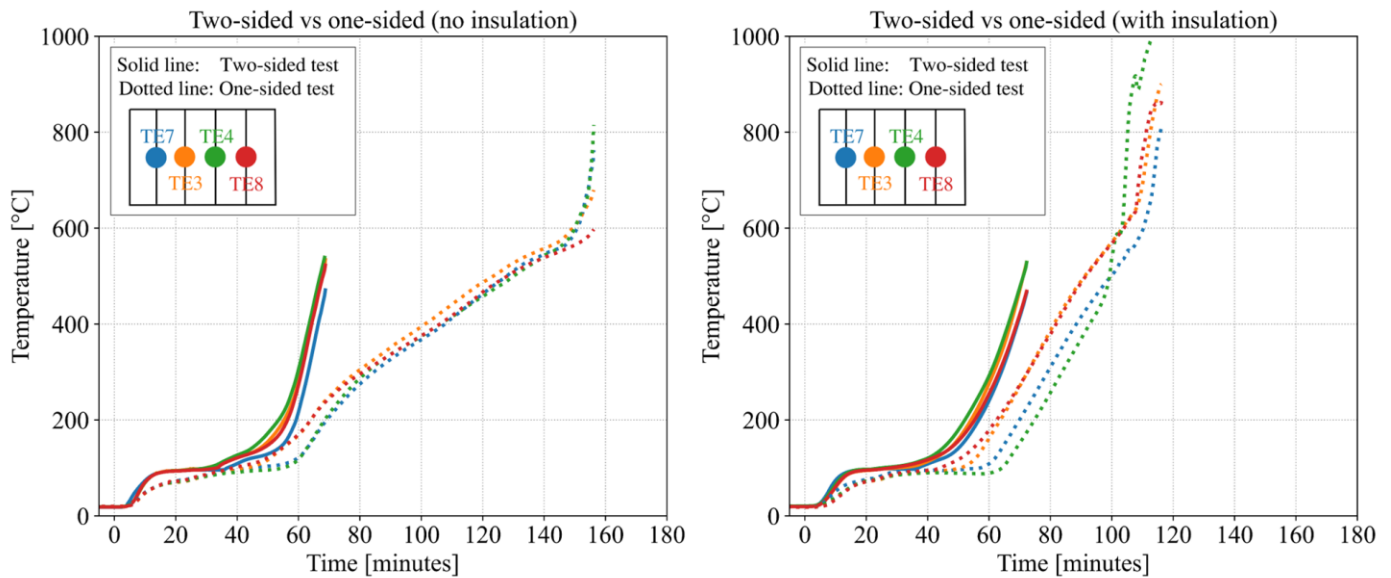 Two-sided vs one-sided (no insulation)
1000
800
600
400
200
0
Temperature [°C]
Solid line: Two-sided test
Dotted line: One-sided test
TE7
TE4
TE3
TE8
0 20 40 60 80 100 120 140 160 180
Time [minutes]
Two-sided vs one-sided (with insulation)
1000
800
600
400
200
0
Temperature [°C]
Solid line: Two-sided test
Dotted line: One-sided test
TE7
TE4
TE3
TE8
0 20 40 60 80 100 120 140 160 180
Time [minutes]